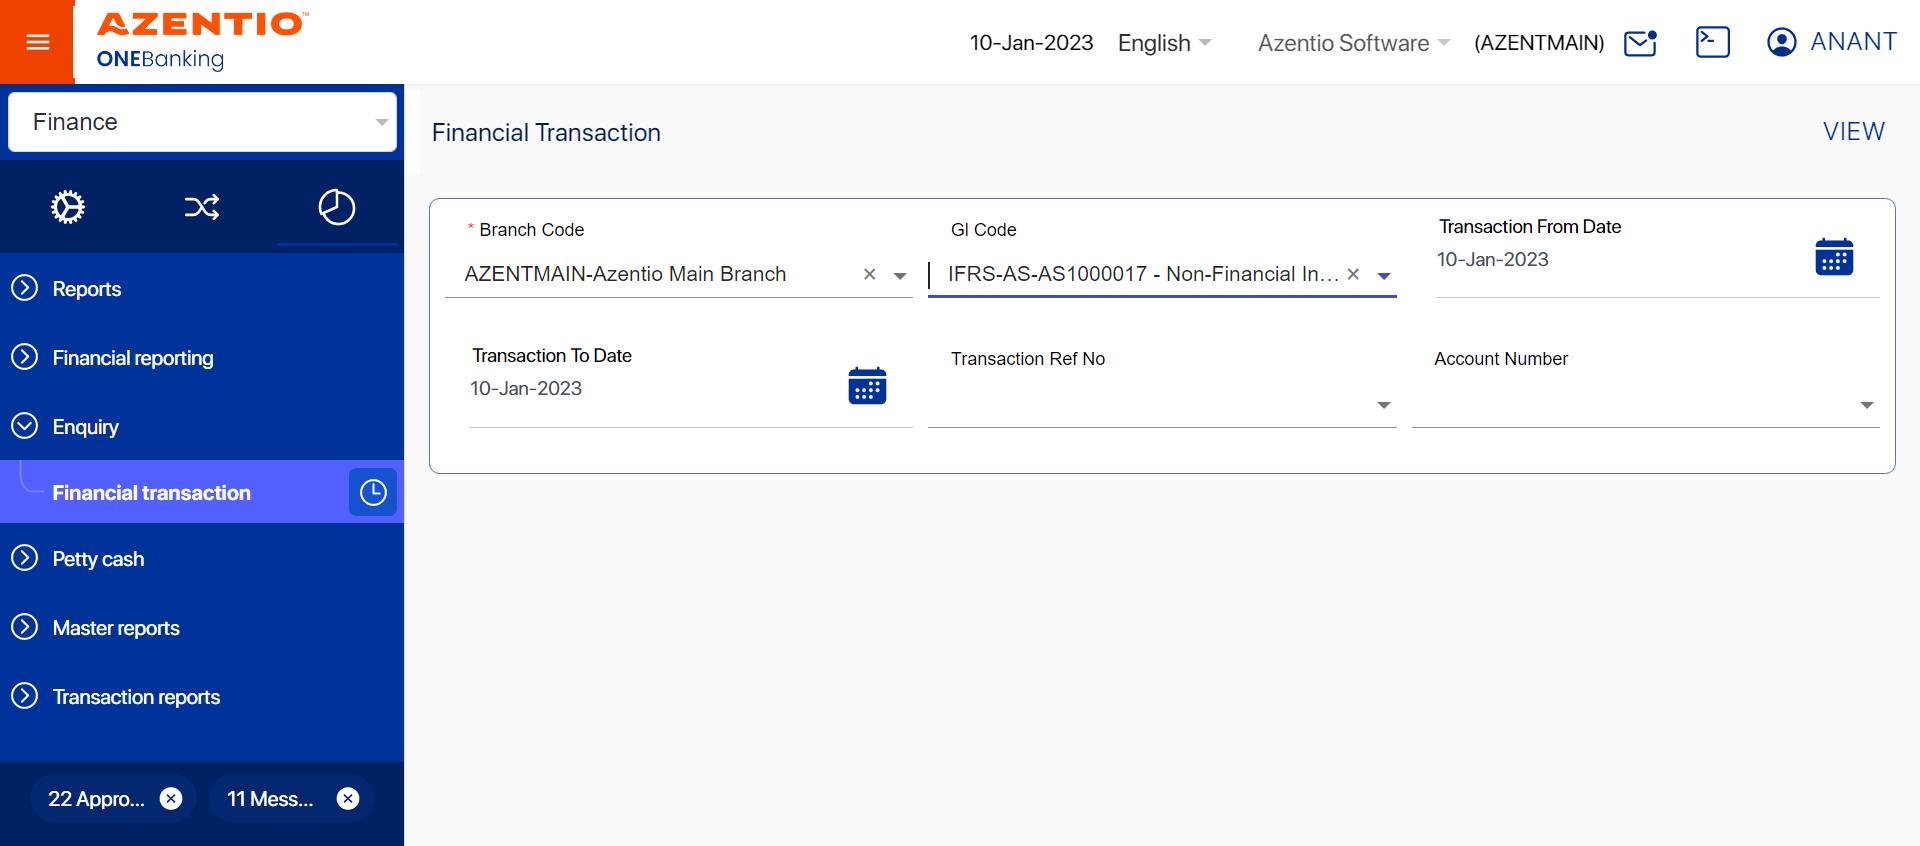 AZENTIO™
ONEBanking
10-Jan-2023 English Azentio Software (AZENTMAIN) ANANT
Finance
Reports
Financial reporting
Enquiry
Financial transaction
Petty cash
Master reports
Transaction reports
22 Appro... 11 Mess...
Financial Transaction VIEW
* Branch Code
AZENTMAIN-Azentio Main Branch ×
Gl Code
IFRS-AS-AS1000017 - Non-Financial In... ×
Transaction From Date
10-Jan-2023
Transaction To Date
10-Jan-2023
Transaction Ref No
Account Number